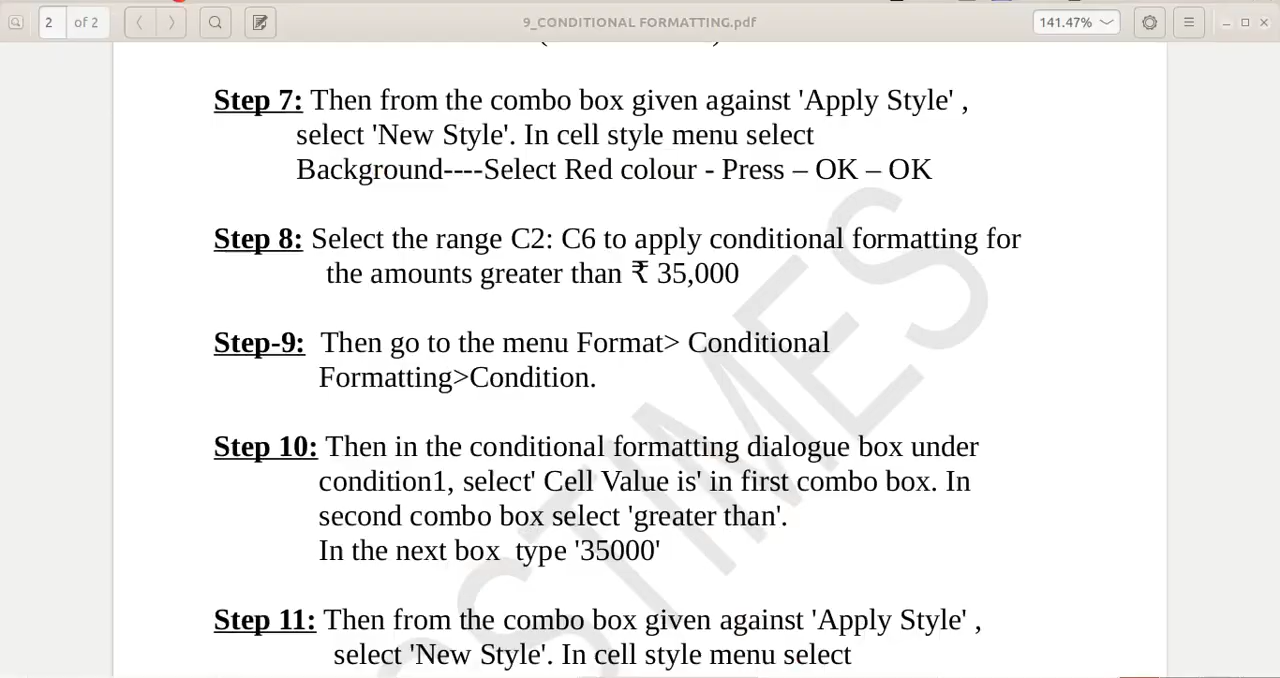 2 of 2
9_CONDITIONAL FORMATTING.pdf
141.47%
Step 7: Then from the combo box given against 'Apply Style' ,
select 'New Style'. In cell style menu select
Background----Select Red colour - Press – OK – OK
Step 8: Select the range C2: C6 to apply conditional formatting for
the amounts greater than ₹ 35,000
Step-9: Then go to the menu Format> Conditional
Formatting>Condition.
Step 10: Then in the conditional formatting dialogue box under
condition1, select' Cell Value is' in first combo box. In
second combo box select 'greater than'.
In the next box type '35000'
Step 11: Then from the combo box given against 'Apply Style' ,
select 'New Style'. In cell style menu select
STIMES